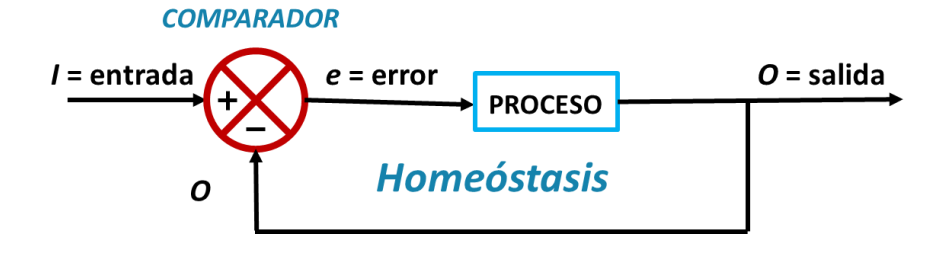 COMPARADOR
I = entrada
e = error
O = salida
+
PROCESO
−
O
Homeóstasis